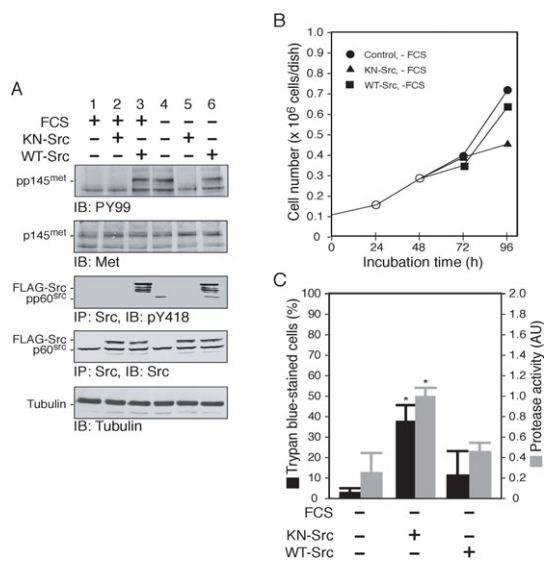 A
1 2 3 4 5 6
FCS + + + − − −
KN-Src − + − − + −
WT-Src − − + − − +
pp145met
IB: PY99
p145met
IB: Met
FLAG-Src
pp60src
IP: Src, IB: pY418
FLAG-Src
p60src
IP: Src, IB: Src
Tubulin
IB: Tubulin
B
Cell number (x 10⁶ cells/dish)
0.1
0
0.1
0.2
0.3
0.4
0.5
0.6
0.7
0.8
1.0
Control, - FCS
KN-Src, - FCS
WT-Src, -FCS
0 24 48 72 96
Incubation time (h)
C
Trypan blue-stained cells (%)
100
90
80
70
60
50
40
30
20
10
0
* *
2.0
1.8
1.6
1.4
1.2
1.0
0.8
0.6
0.4
0.2
0
Protease activity (AU)
FCS − − −
KN-Src − + −
WT-Src − − +